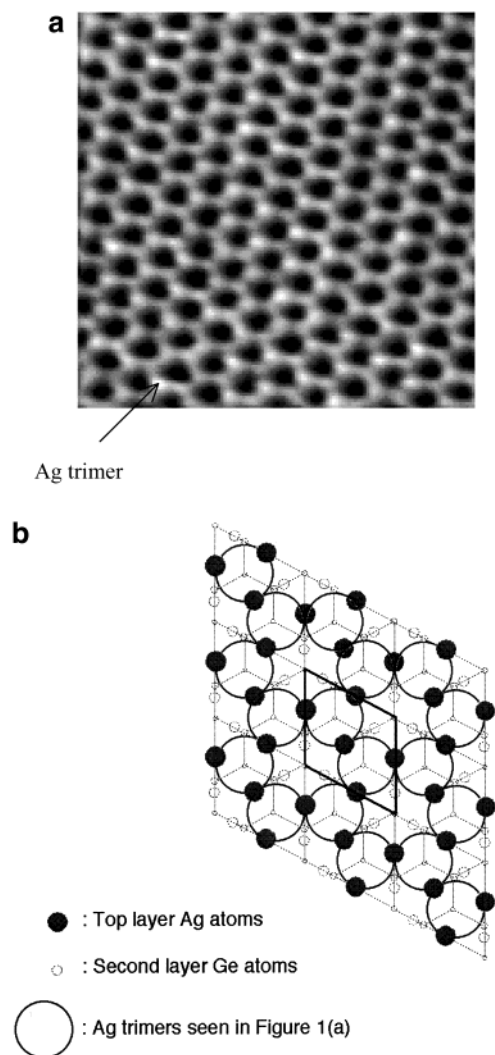 a
Ag trimer
b
: Top layer Ag atoms
: Second layer Ge atoms
: Ag trimers seen in Figure 1(a)